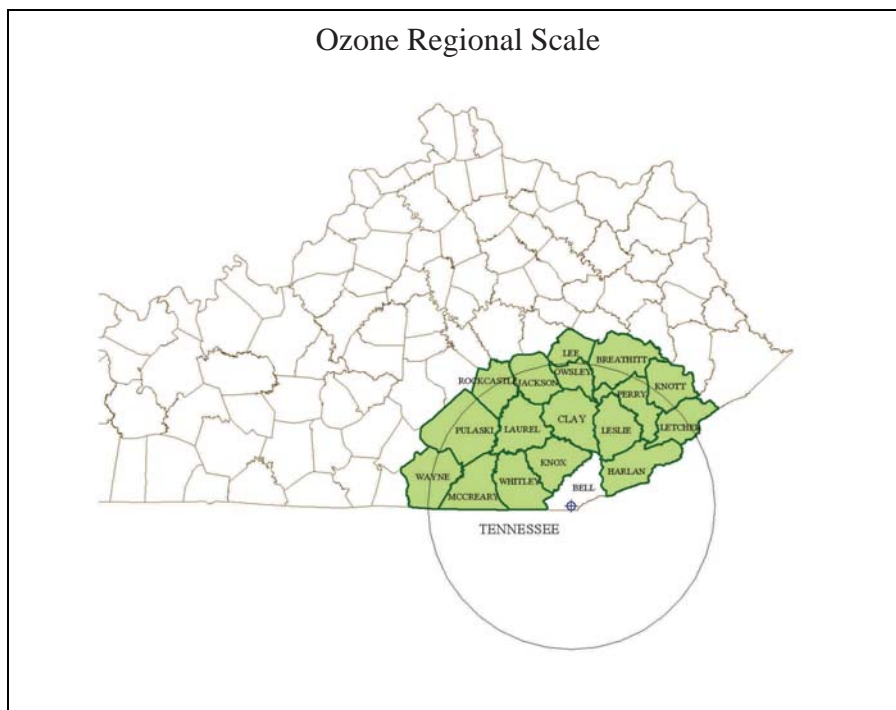 Ozone Regional Scale
LEE
BREATHITT
OWSLEY
ROCKCASTLE
JACKSON
KNOTT
PERRY
CLAY
PULASKI
LAUREL
LESLIE
LETCHER
KNOX
HARLAN
WAYNE
WHITLEY
BELL
MCCREARY
TENNESSEE